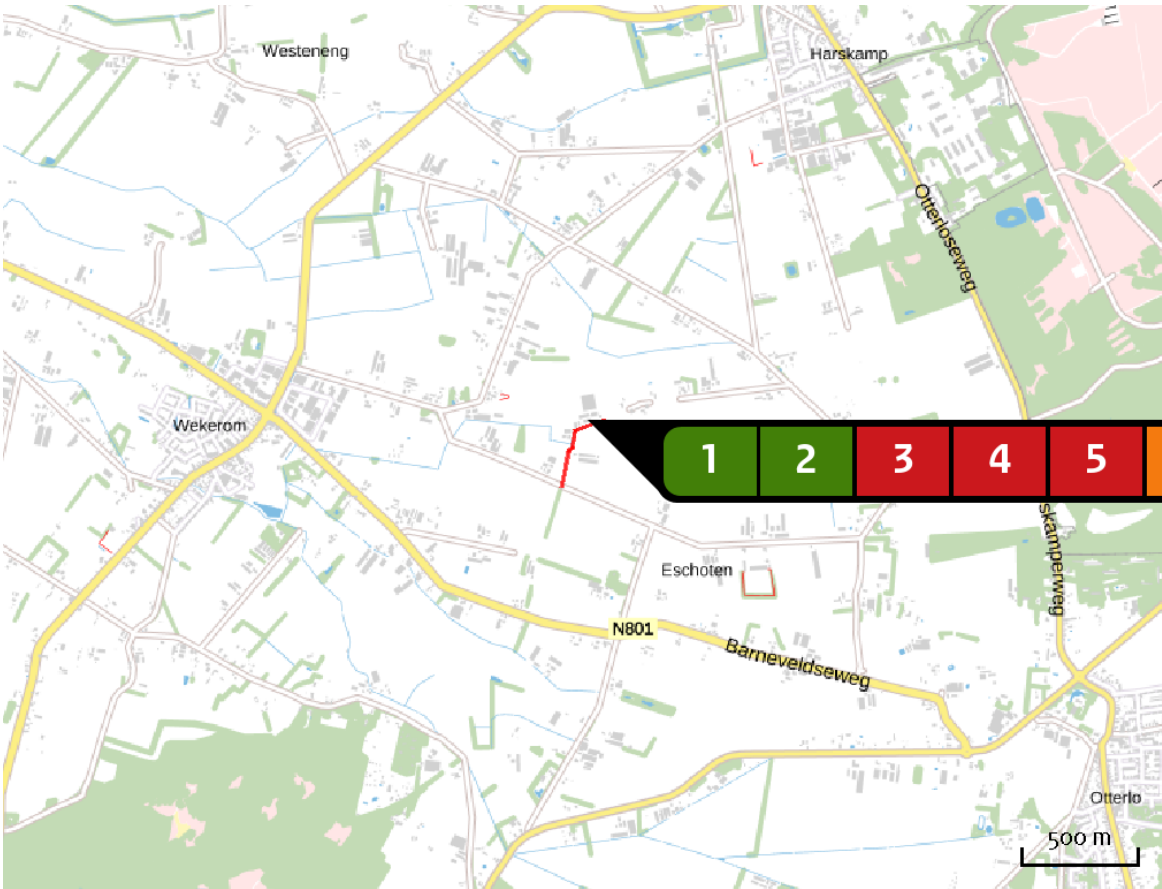 Westeneng
Harskamp
Otterloseweg
Wekerom
1 2 3 4 5
skamperweg
Eschoten
N801
Barneveldseweg
Otterlo
500 m